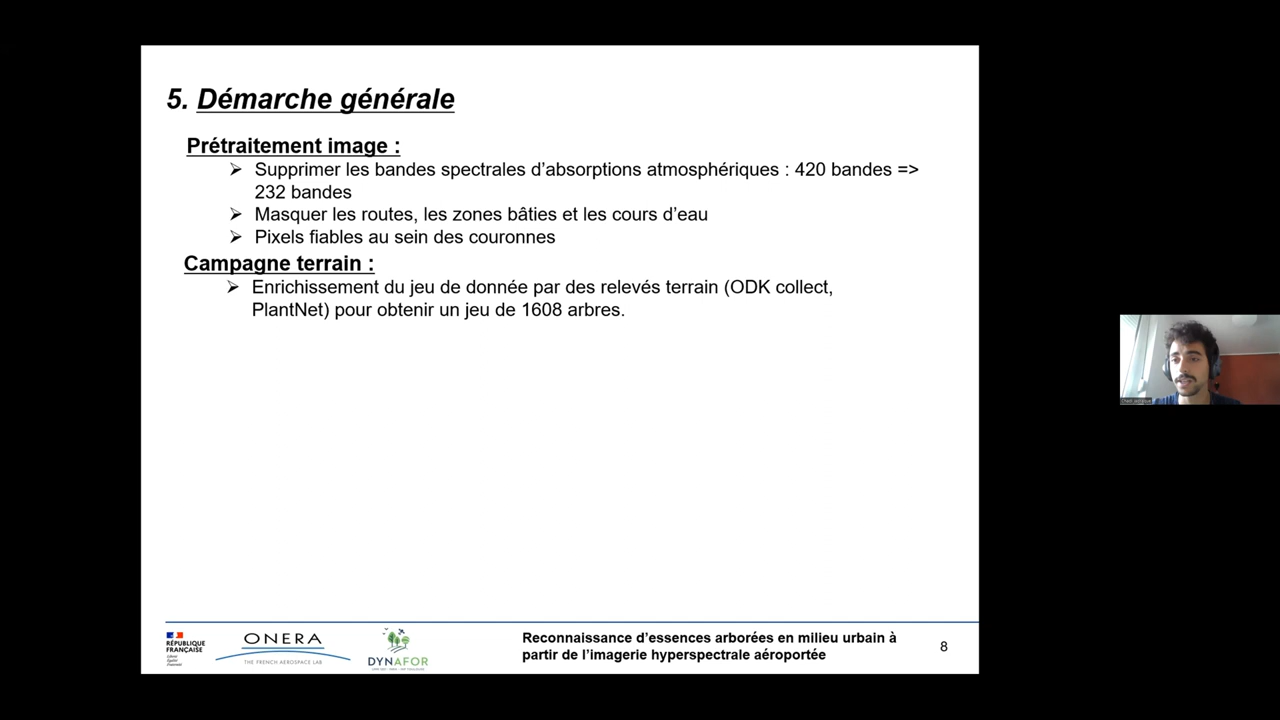 5. Démarche générale
Prétraitement image :
➢ Supprimer les bandes spectrales d'absorptions atmosphériques : 420 bandes =>
232 bandes
➢ Masquer les routes, les zones bâties et les cours d'eau
➢ Pixels fiables au sein des couronnes
Campagne terrain :
➢ Enrichissement du jeu de donnée par des relevés terrain (ODK collect,
PlantNet) pour obtenir un jeu de 1608 arbres.
RÉPUBLIQUE
FRANÇAISE
Liberté
Égalité
Fraternité
ONERA
THE FRENCH AEROSPACE LAB
DYNAFOR
Reconnaissance d'essences arborées en milieu urbain à
partir de l'imagerie hyperspectrale aéroportée
8